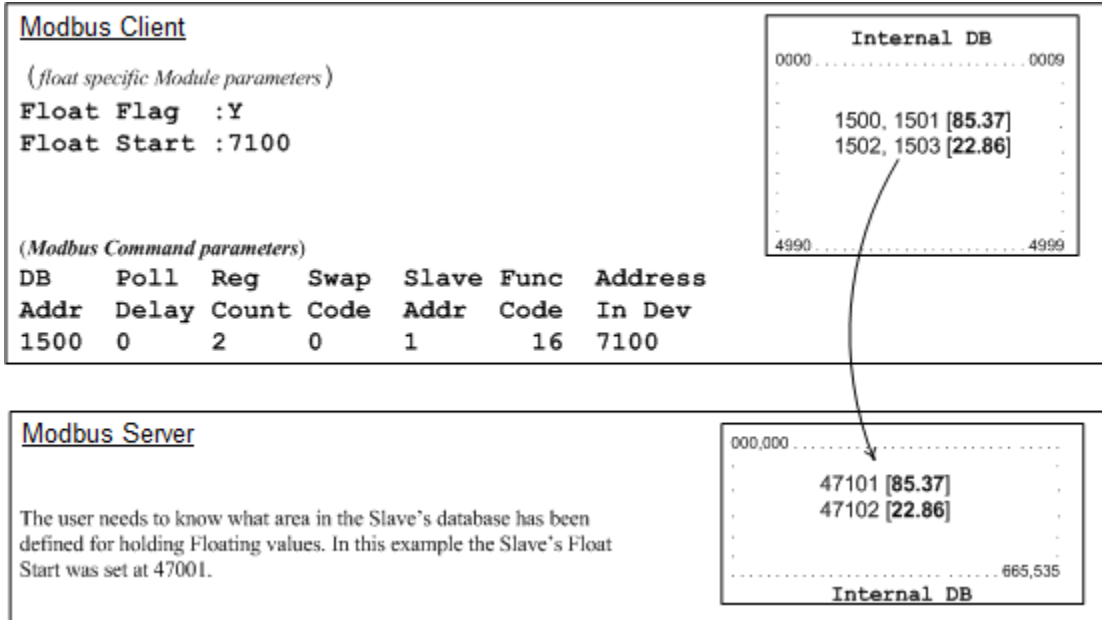 Modbus Client
(float specific Module parameters)
Float Flag :Y
Float Start :7100
(Modbus Command parameters)
DB Poll Reg Swap Slave Func Address
Addr Delay Count Code Addr Code In Dev
1500 0 2 0 1 16 7100
Internal DB
0000 0009
1500, 1501 [85.37]
1502, 1503 [22.86]
4990 4999
Modbus Server
The user needs to know what area in the Slave's database has been
defined for holding Floating values. In this example the Slave's Float
Start was set at 47001.
000,000
47101 [85.37]
47102 [22.86]
665,535
Internal DB